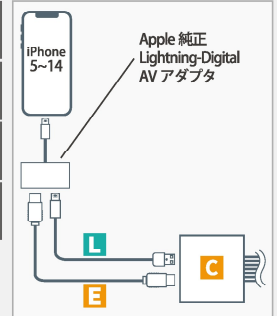 iPhone
5~14
Apple 純正
Lightning-Digital
AV アダプタ
L
C
E